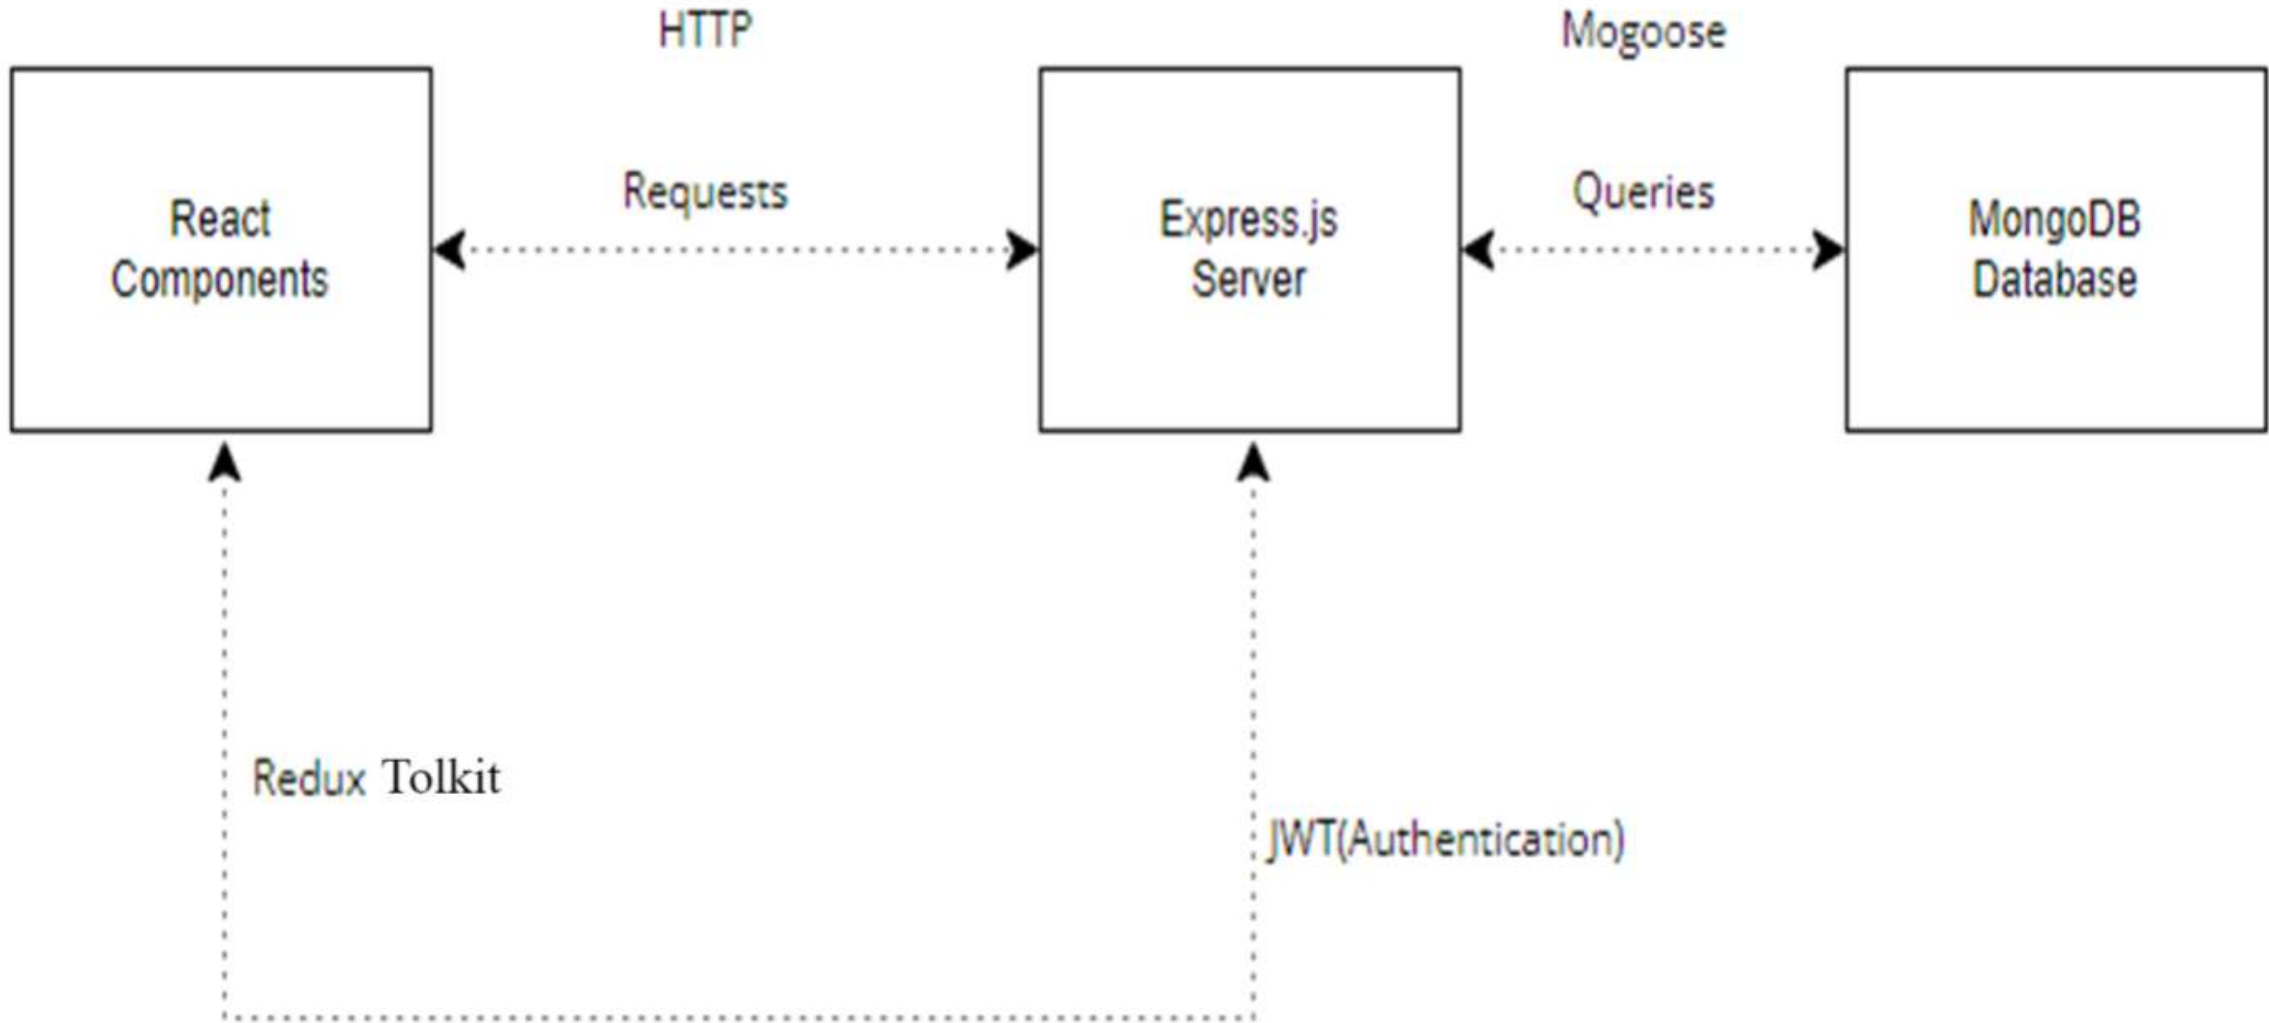 HTTP
Mogoose
Requests
Queries
React
Components
Express.js
Server
MongoDB
Database
Redux Tolkit
JWT(Authentication)